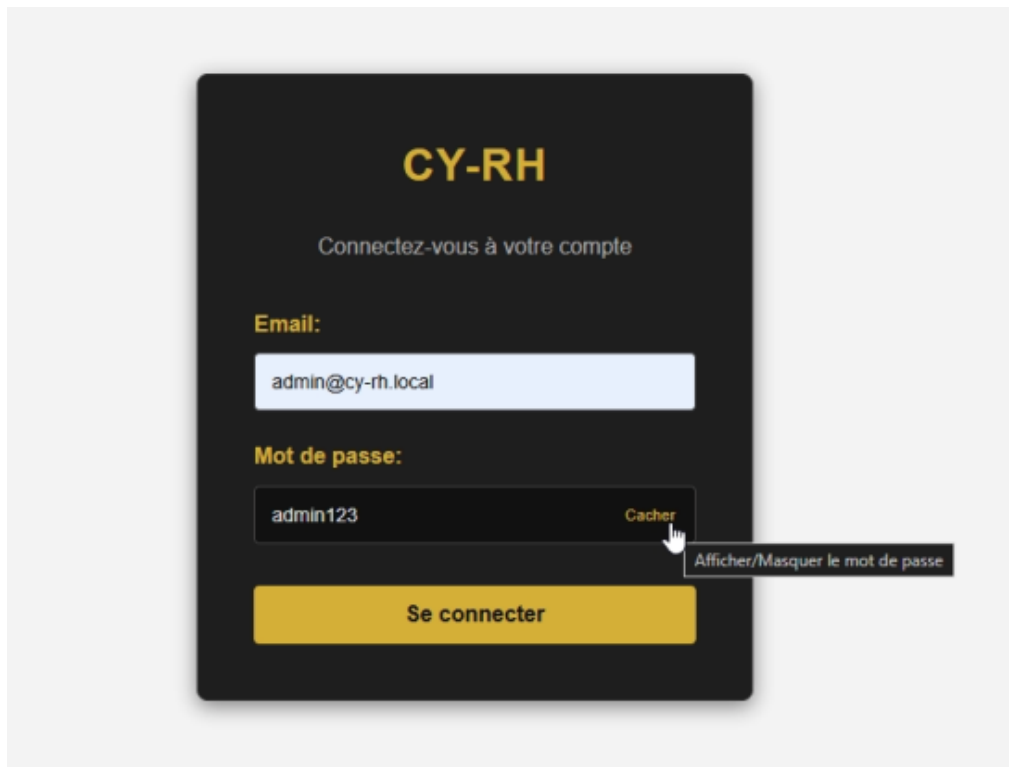 CY-RH
Connectez-vous à votre compte
Email:
admin@cy-rh.local
Mot de passe:
admin123
Cacher
Afficher/Masquer le mot de passe
Se connecter